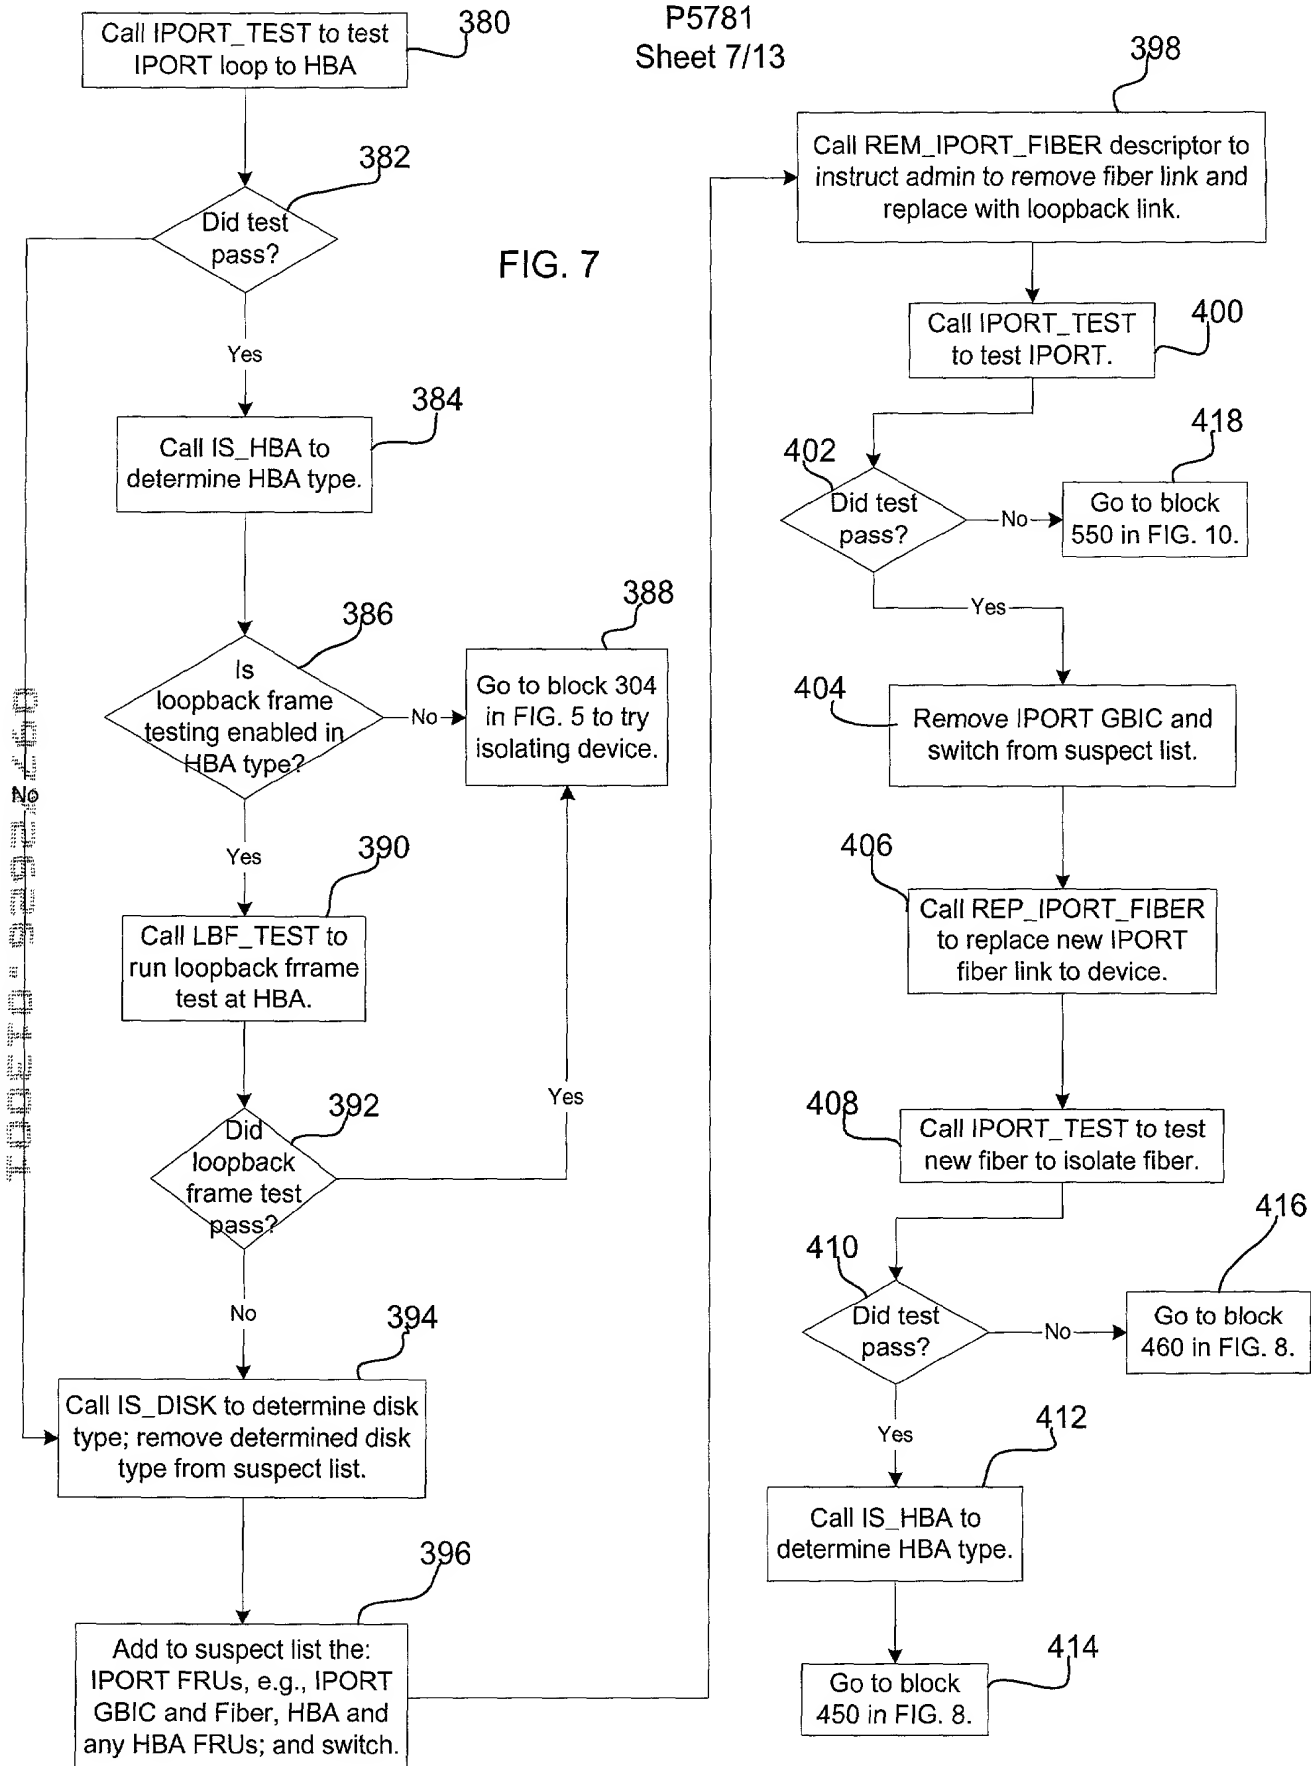 P5781
Sheet 7/13
FIG. 7
380
Call IPORT_TEST to test
IPORT loop to HBA
382
Did test
pass?
Yes
No
384
Call IS_HBA to
determine HBA type.
386
Is
loopback frame
testing enabled in
HBA type?
No
388
Go to block 304
in FIG. 5 to try
isolating device.
Yes
390
Call LBF_TEST to
run loopback frrame
test at HBA.
392
Did
loopback
frame test
pass?
Yes
No
394
Call IS_DISK to determine disk
type; remove determined disk
type from suspect list.
396
Add to suspect list the:
IPORT FRUs, e.g., IPORT
GBIC and Fiber, HBA and
any HBA FRUs; and switch.
398
Call REM_IPORT_FIBER descriptor to
instruct admin to remove fiber link and
replace with loopback link.
400
Call IPORT_TEST
to test IPORT.
402
Did test
pass?
No
418
Go to block
550 in FIG. 10.
Yes
404
Remove IPORT GBIC and
switch from suspect list.
406
Call REP_IPORT_FIBER
to replace new IPORT
fiber link to device.
408
Call IPORT_TEST to test
new fiber to isolate fiber.
410
Did test
pass?
No
416
Go to block
460 in FIG. 8.
Yes
412
Call IS_HBA to
determine HBA type.
414
Go to block
450 in FIG. 8.